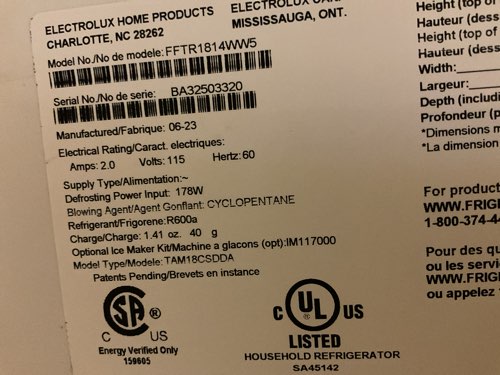 ELECTROLUX HOME PRODUCTS
CHARLOTTE, NC 28262
ELECTROLUX
MISSISSAUGA, ONT.
Model No./No de modele: FFTR1814WW5
Serial No./No de serie: BA32503320
Manufactured/Fabrique: 06-23
Electrical Rating/Caract. electriques:
Amps: 2.0 Volts: 115 Hertz: 60
Supply Type/Alimentation:~
Defrosting Power Input: 178W
Blowing Agent/Agent Gonflant: CYCLOPENTANE
Refrigerant/Frigorene: R600a
Charge/Charge: 1.41 oz. 40 g
Optional Ice Maker Kit/Machine a glacons (opt): IM117000
Model Type/Modele: TAM18CSDDA
Patents Pending/Brevets en instance
SA ®
C US
Energy Verified Only
159605
C UL US
LISTED
HOUSEHOLD REFRIGERATOR
SA45142
Height (top of
Hauteur (dess
Height (top of
Hauteur (dess
Width:
Largeur:
Depth (includi
Profondeur (p
*Dimensions m
*La dimension
For product
WWW.FRIG
1-800-374-4
Pour des qu
ou les servi
WWW.FRIG
ou appelez